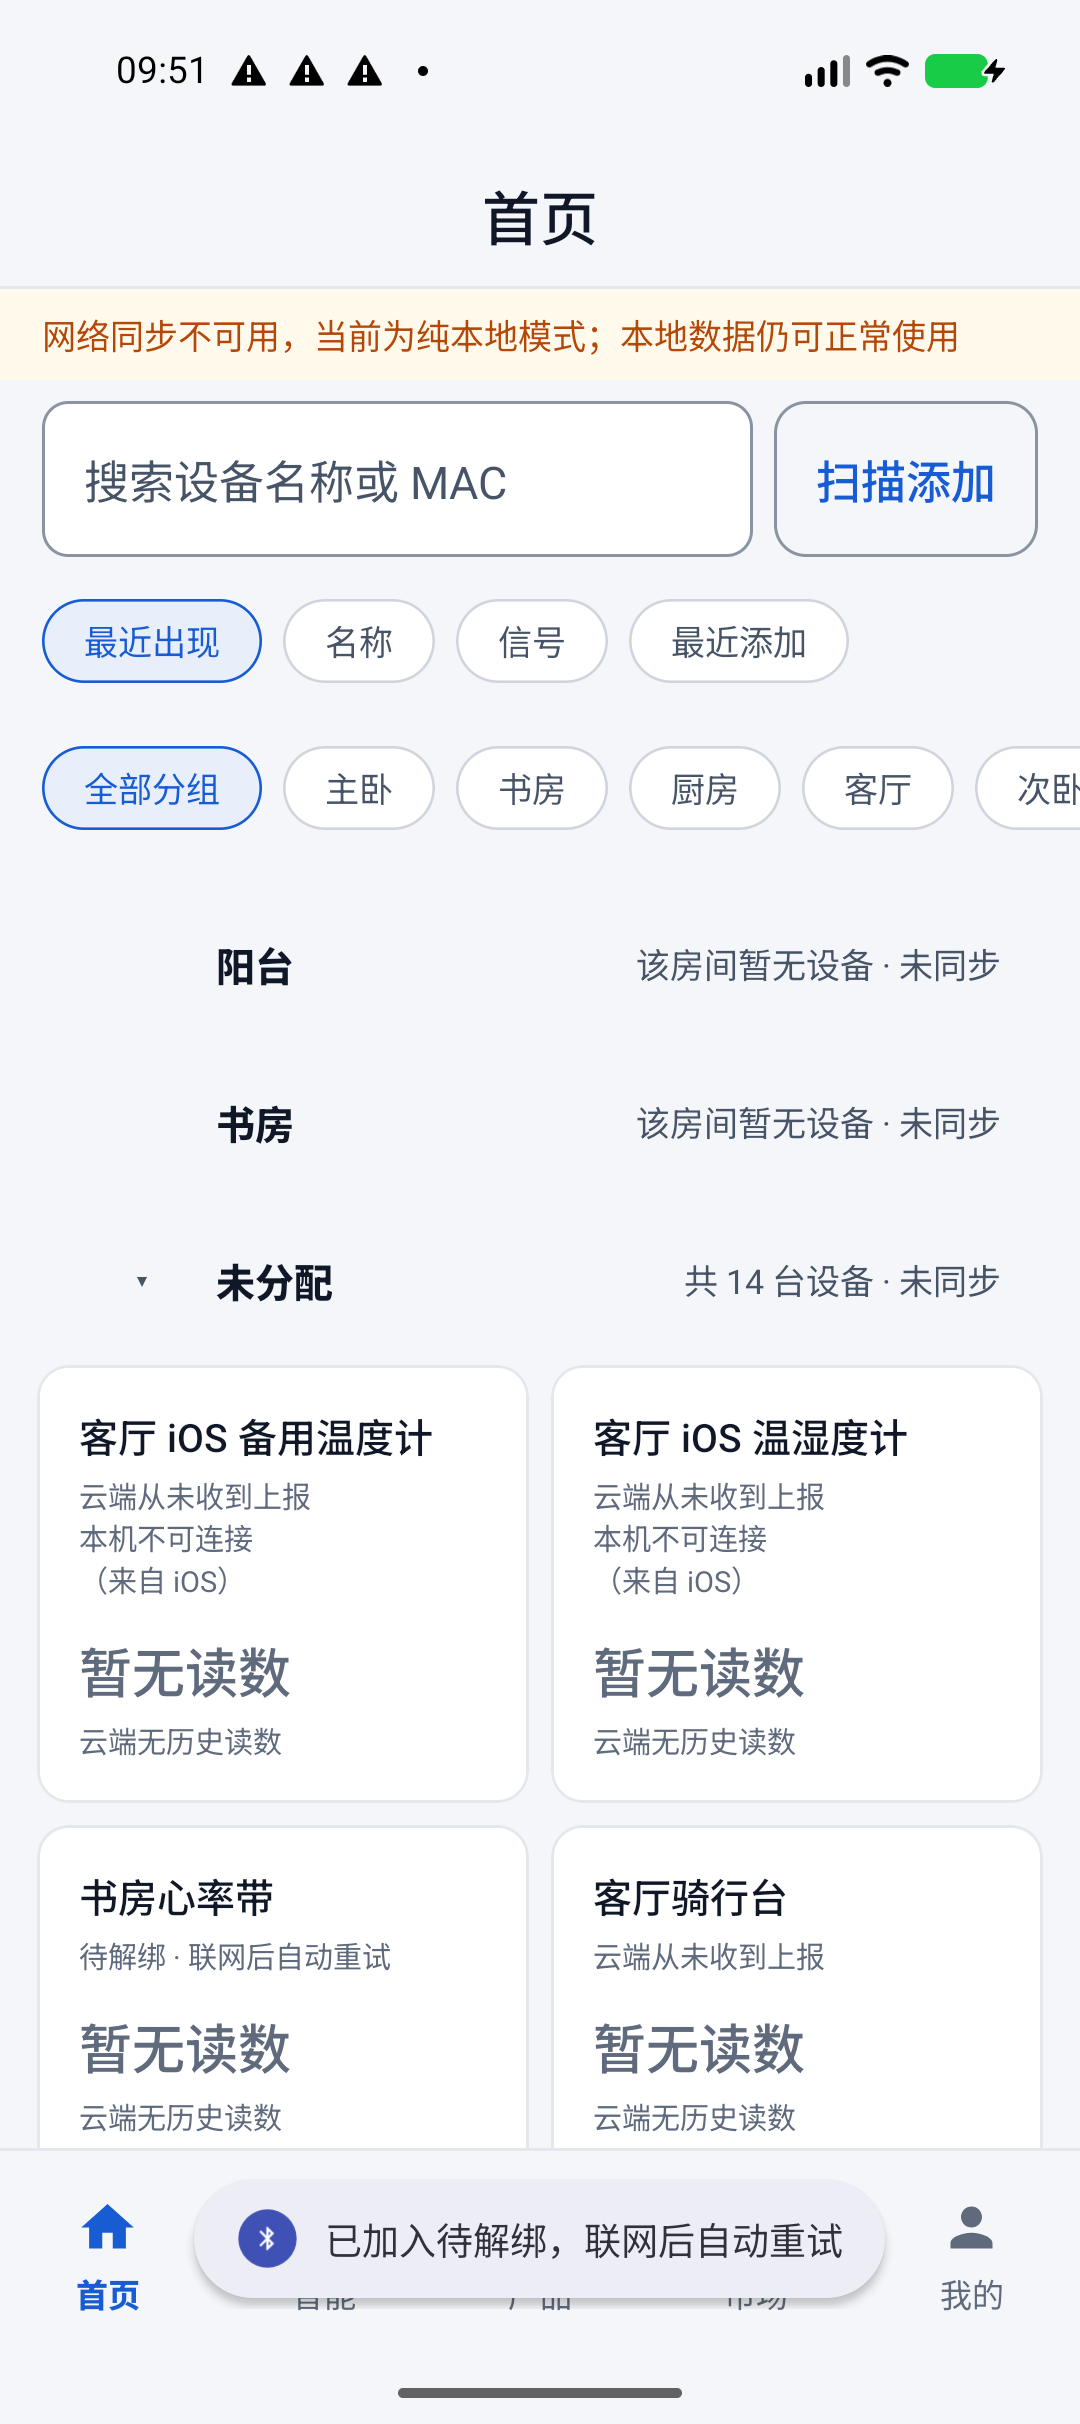 09:51
首页
网络同步不可用，当前为纯本地模式；本地数据仍可正常使用
搜索设备名称或 MAC
扫描添加
最近出现
名称
信号
最近添加
全部分组
主卧
书房
厨房
客厅
次卧
阳台
该房间暂无设备 · 未同步
书房
该房间暂无设备 · 未同步
未分配
共 14 台设备 · 未同步
客厅 iOS 备用温度计
云端从未收到上报
本机不可连接
（来自 iOS）
暂无读数
云端无历史读数
客厅 iOS 温湿度计
云端从未收到上报
本机不可连接
（来自 iOS）
暂无读数
云端无历史读数
书房心率带
待解绑 · 联网后自动重试
暂无读数
云端无历史读数
客厅骑行台
云端从未收到上报
暂无读数
云端无历史读数
已加入待解绑，联网后自动重试
首页
智能
产品
市场
我的